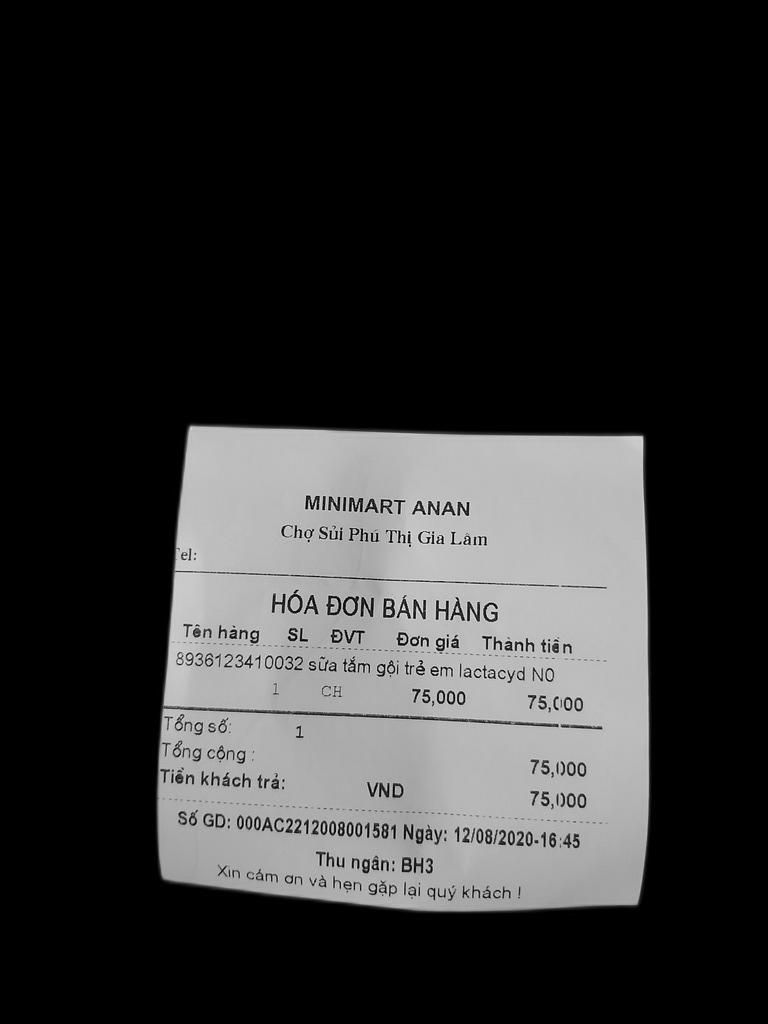 MINIMART ANAN
Chợ Sủi Phú Thị Gia Lâm
Tel:
HÓA ĐƠN BÁN HÀNG
Tên hàng SL ĐVT Đơn giá Thành tiền
8936123410032 sữa tắm gội trẻ em lactacyd N0
1 CH 75,000 75,000
Tổng số: 1
Tổng cộng : 75,000
Tiền khách trả: VND 75,000
Số GD: 000AC2212008001581 Ngày: 12/08/2020-16:45
Thu ngân: BH3
Xin cám ơn và hẹn gặp lại quý khách !